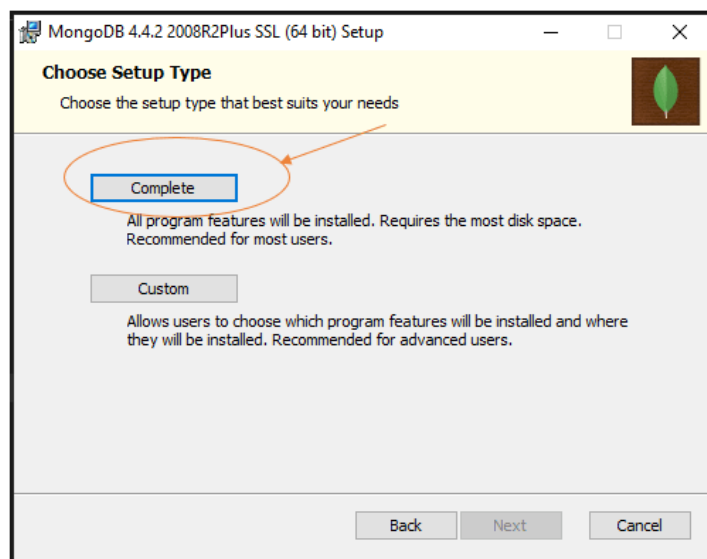 MongoDB 4.4.2 2008R2Plus SSL (64 bit) Setup
Choose Setup Type
Choose the setup type that best suits your needs
Complete
All program features will be installed. Requires the most disk space.
Recommended for most users.
Custom
Allows users to choose which program features will be installed and where
they will be installed. Recommended for advanced users.
Back Next Cancel